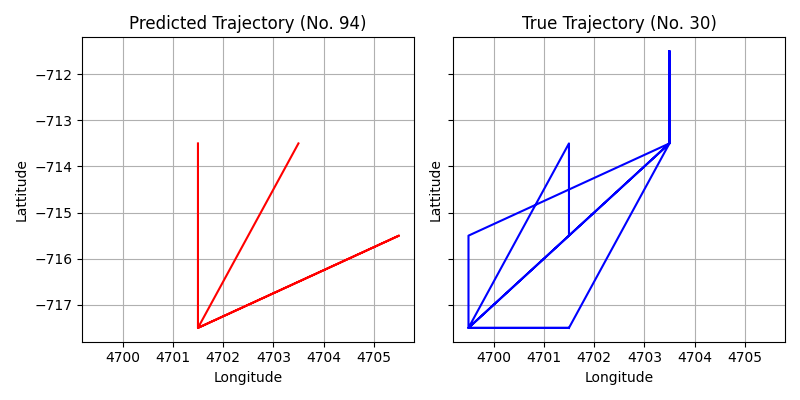 Predicted Trajectory (No. 94)
True Trajectory (No. 30)
Lattitude
−712
−713
−714
−715
−716
−717
4700 4701 4702 4703 4704 4705
Longitude
Lattitude
4700 4701 4702 4703 4704 4705
Longitude